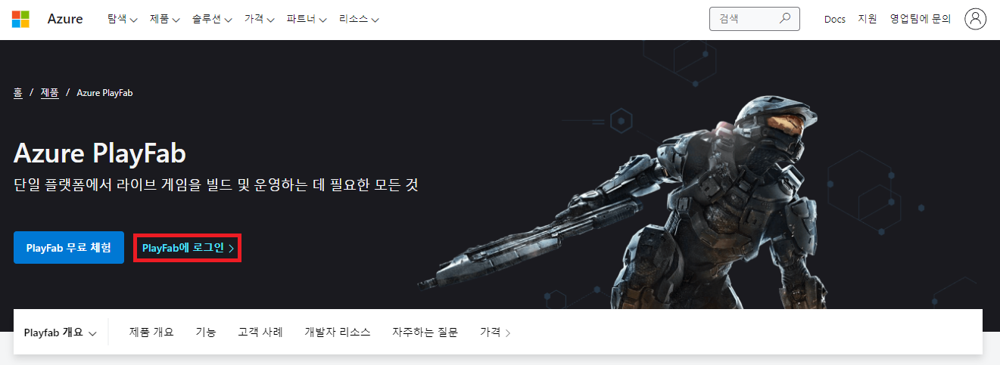 Azure 탐색 제품 솔루션 가격 파트너 리소스 검색 Docs 지원 영업팀에 문의
홈 / 제품 / Azure PlayFab
Azure PlayFab
단일 플랫폼에서 라이브 게임을 빌드 및 운영하는 데 필요한 모든 것
PlayFab 무료 체험 PlayFab에 로그인
Playfab 개요 제품 개요 기능 고객 사례 개발자 리소스 자주하는 질문 가격